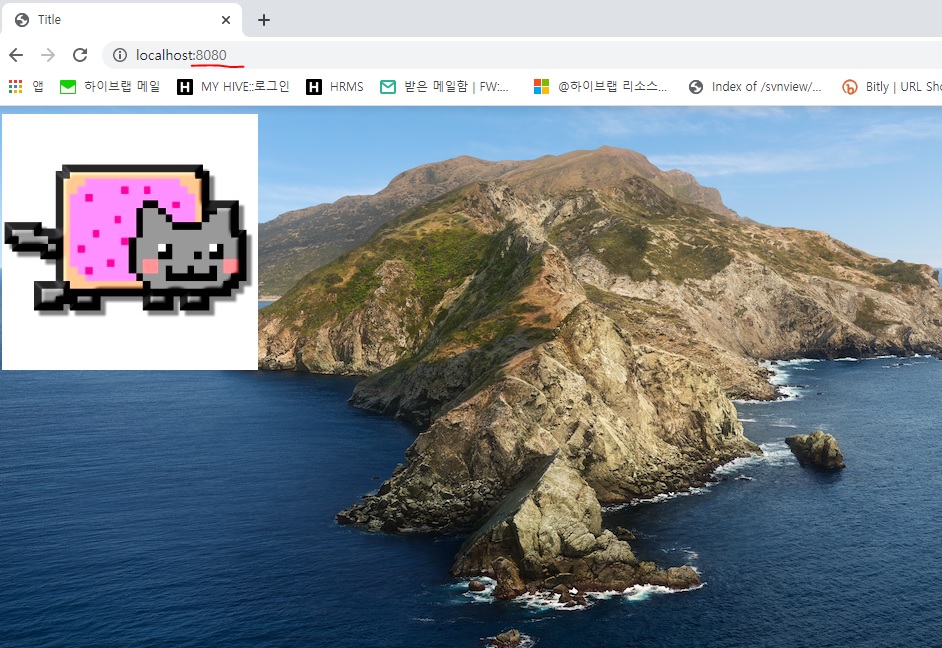 Title
localhost:8080
앱 하이브랩 메일 H MY HIVE::로그인 H HRMS 받은 메일함 | FW:... @하이브랩 리소스... Index of /svnview/... Bitly | URL Sho